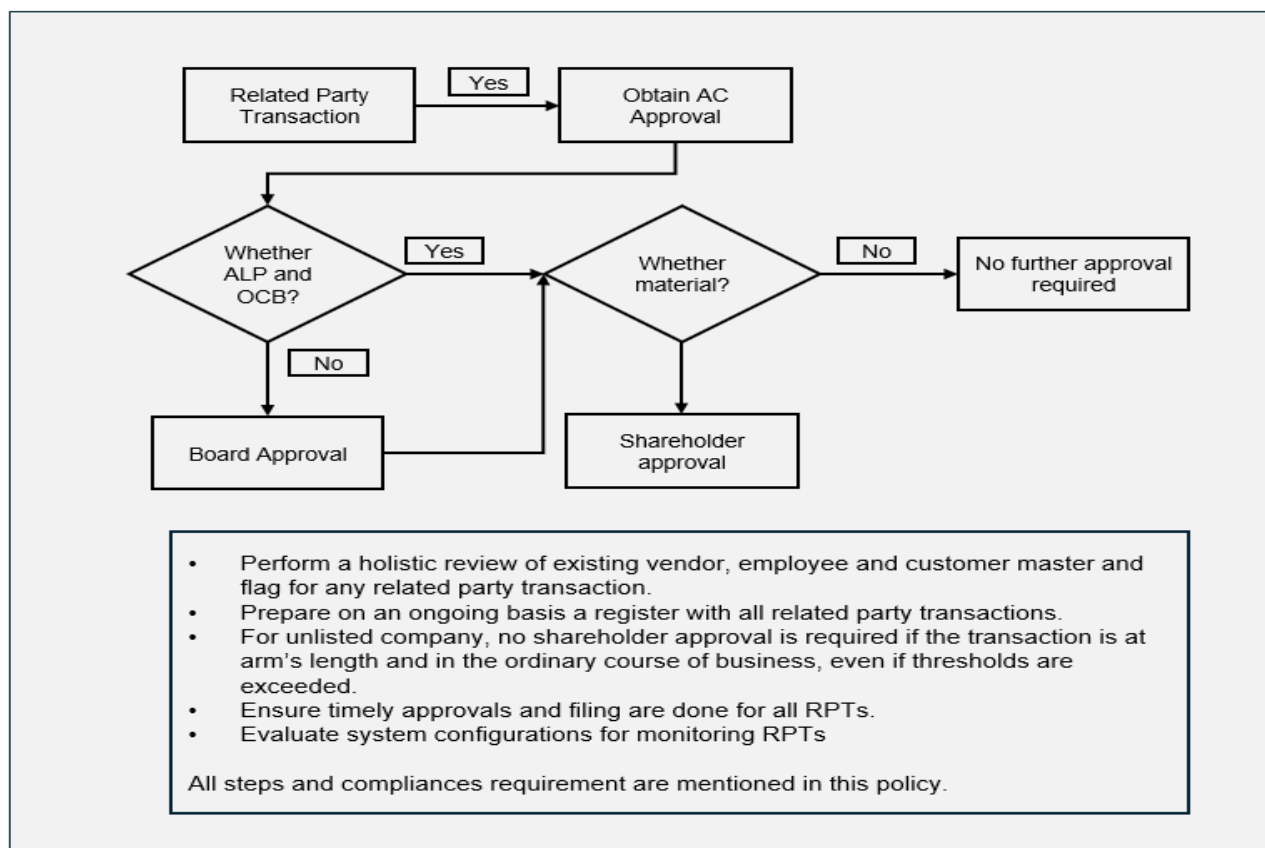 Related Party
Transaction
Yes
Obtain AC
Approval
Whether
ALP and
OCB?
Yes
Whether
material?
No
No further approval
required
No
Board Approval
Shareholder
approval
• Perform a holistic review of existing vendor, employee and customer master and
flag for any related party transaction.
• Prepare on an ongoing basis a register with all related party transactions.
• For unlisted company, no shareholder approval is required if the transaction is at
arm's length and in the ordinary course of business, even if thresholds are
exceeded.
• Ensure timely approvals and filing are done for all RPTs.
• Evaluate system configurations for monitoring RPTs
All steps and compliances requirement are mentioned in this policy.